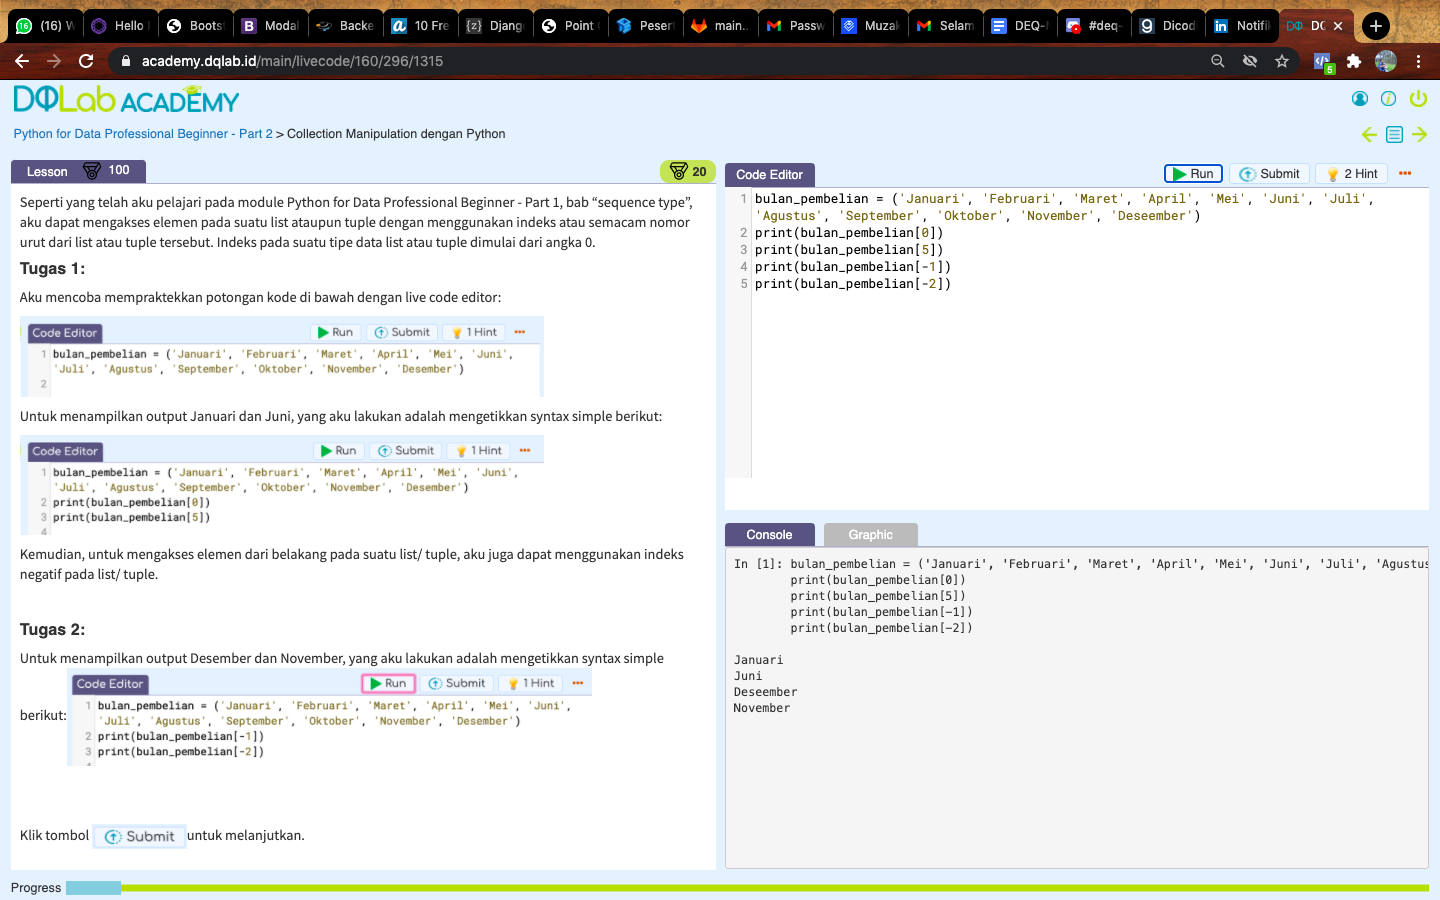 (16) W
Hello
Boots
Moda
Backe
10 Fre
Djang
Point
Peser
main..
Passw
Muzak
Selam
DEQ-
#deq-
Dicod
Notifi
DC
academy.dqlab.id/main/livecode/160/296/1315
5
DQLab ACADEMY
Python for Data Professional Beginner - Part 2 > Collection Manipulation dengan Python
Lesson 100
20
Seperti yang telah aku pelajari pada module Python for Data Professional Beginner - Part 1, bab “sequence type”,
aku dapat mengakses elemen pada suatu list ataupun tuple dengan menggunakan indeks atau semacam nomor
urut dari list atau tuple tersebut. Indeks pada suatu tipe data list atau tuple dimulai dari angka 0.
Tugas 1:
Aku mencoba mempraktekkan potongan kode di bawah dengan live code editor:
Code Editor Run Submit 1 Hint
1 bulan_pembelian = ('Januari', 'Februari', 'Maret', 'April', 'Mei', 'Juni',
'Juli', 'Agustus', 'September', 'Oktober', 'November', 'Desember')
2
Untuk menampilkan output Januari dan Juni, yang aku lakukan adalah mengetikkan syntax simple berikut:
Code Editor Run Submit 1 Hint
1 bulan_pembelian = ('Januari', 'Februari', 'Maret', 'April', 'Mei', 'Juni',
'Juli', 'Agustus', 'September', 'Oktober', 'November', 'Desember')
2 print(bulan_pembelian[0])
3 print(bulan_pembelian[5])
4
Kemudian, untuk mengakses elemen dari belakang pada suatu list/ tuple, aku juga dapat menggunakan indeks
negatif pada list/ tuple.
Tugas 2:
Untuk menampilkan output Desember dan November, yang aku lakukan adalah mengetikkan syntax simple
berikut:
Code Editor Run Submit 1 Hint
1 bulan_pembelian = ('Januari', 'Februari', 'Maret', 'April', 'Mei', 'Juni',
'Juli', 'Agustus', 'September', 'Oktober', 'November', 'Desember')
2 print(bulan_pembelian[-1])
3 print(bulan_pembelian[-2])
Klik tombol Submit untuk melanjutkan.
Code Editor Run Submit 2 Hint
1 bulan_pembelian = ('Januari', 'Februari', 'Maret', 'April', 'Mei', 'Juni', 'Juli',
'Agustus', 'September', 'Oktober', 'November', 'Deseember')
2 print(bulan_pembelian[0])
3 print(bulan_pembelian[5])
4 print(bulan_pembelian[-1])
5 print(bulan_pembelian[-2])
Console Graphic
In [1]: bulan_pembelian = ('Januari', 'Februari', 'Maret', 'April', 'Mei', 'Juni', 'Juli', 'Agustus
print(bulan_pembelian[0])
print(bulan_pembelian[5])
print(bulan_pembelian[-1])
print(bulan_pembelian[-2])
Januari
Juni
Deseember
November
Progress